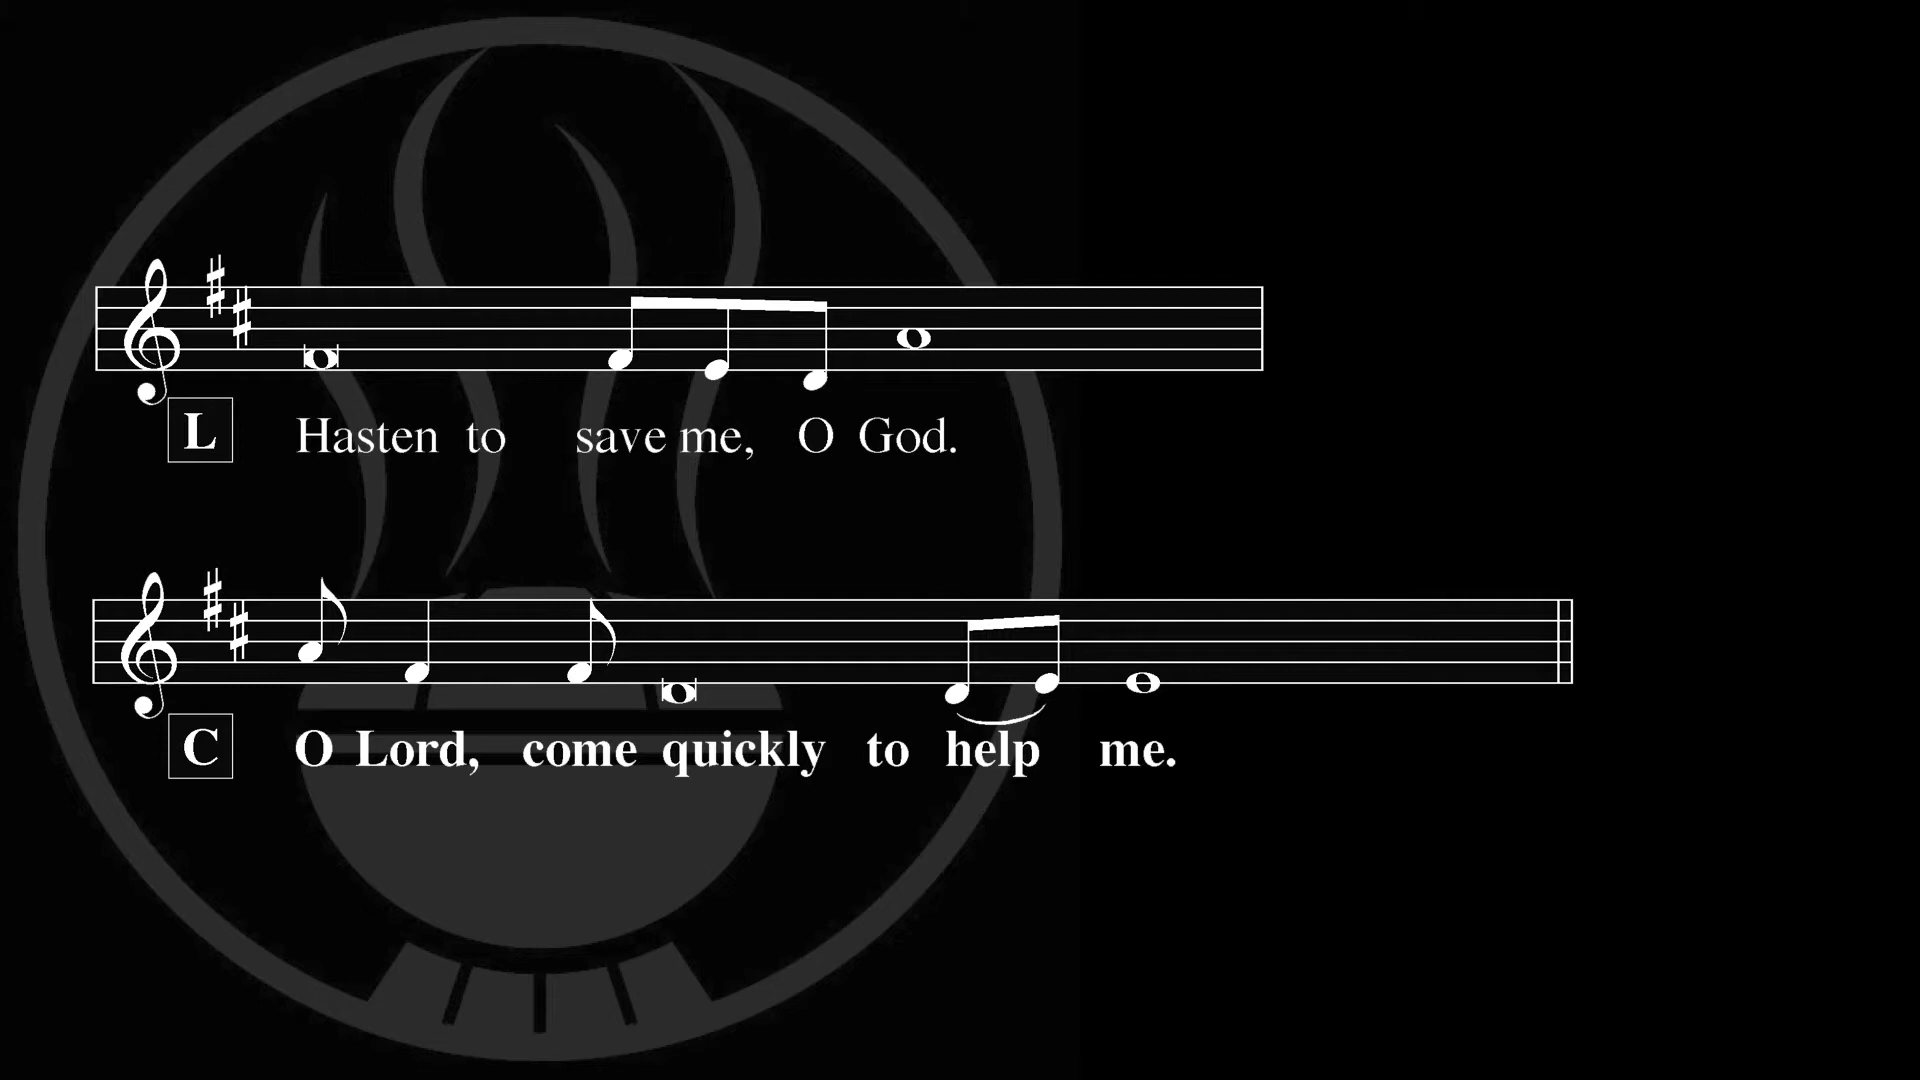 L Hasten to save me, O God.
C O Lord, come quickly to help me.